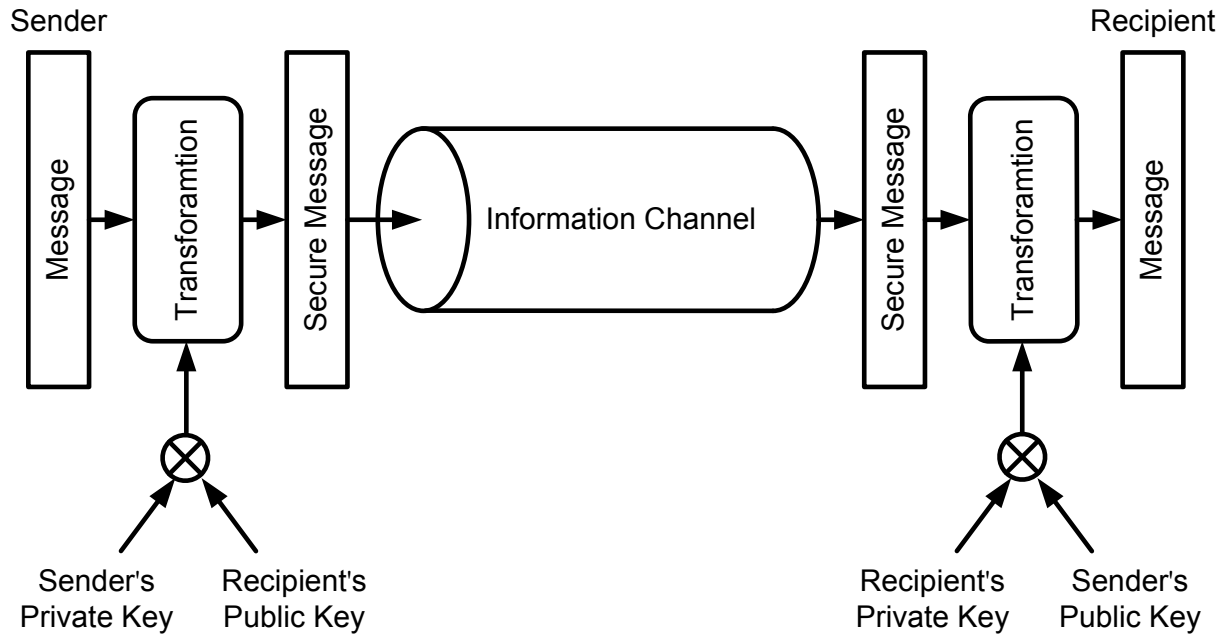 Sender
Recipient
Message
Transforamtion
Secure Message
Information Channel
Secure Message
Transforamtion
Message
Sender's
Private Key
Recipient's
Public Key
Recipient's
Private Key
Sender's
Public Key